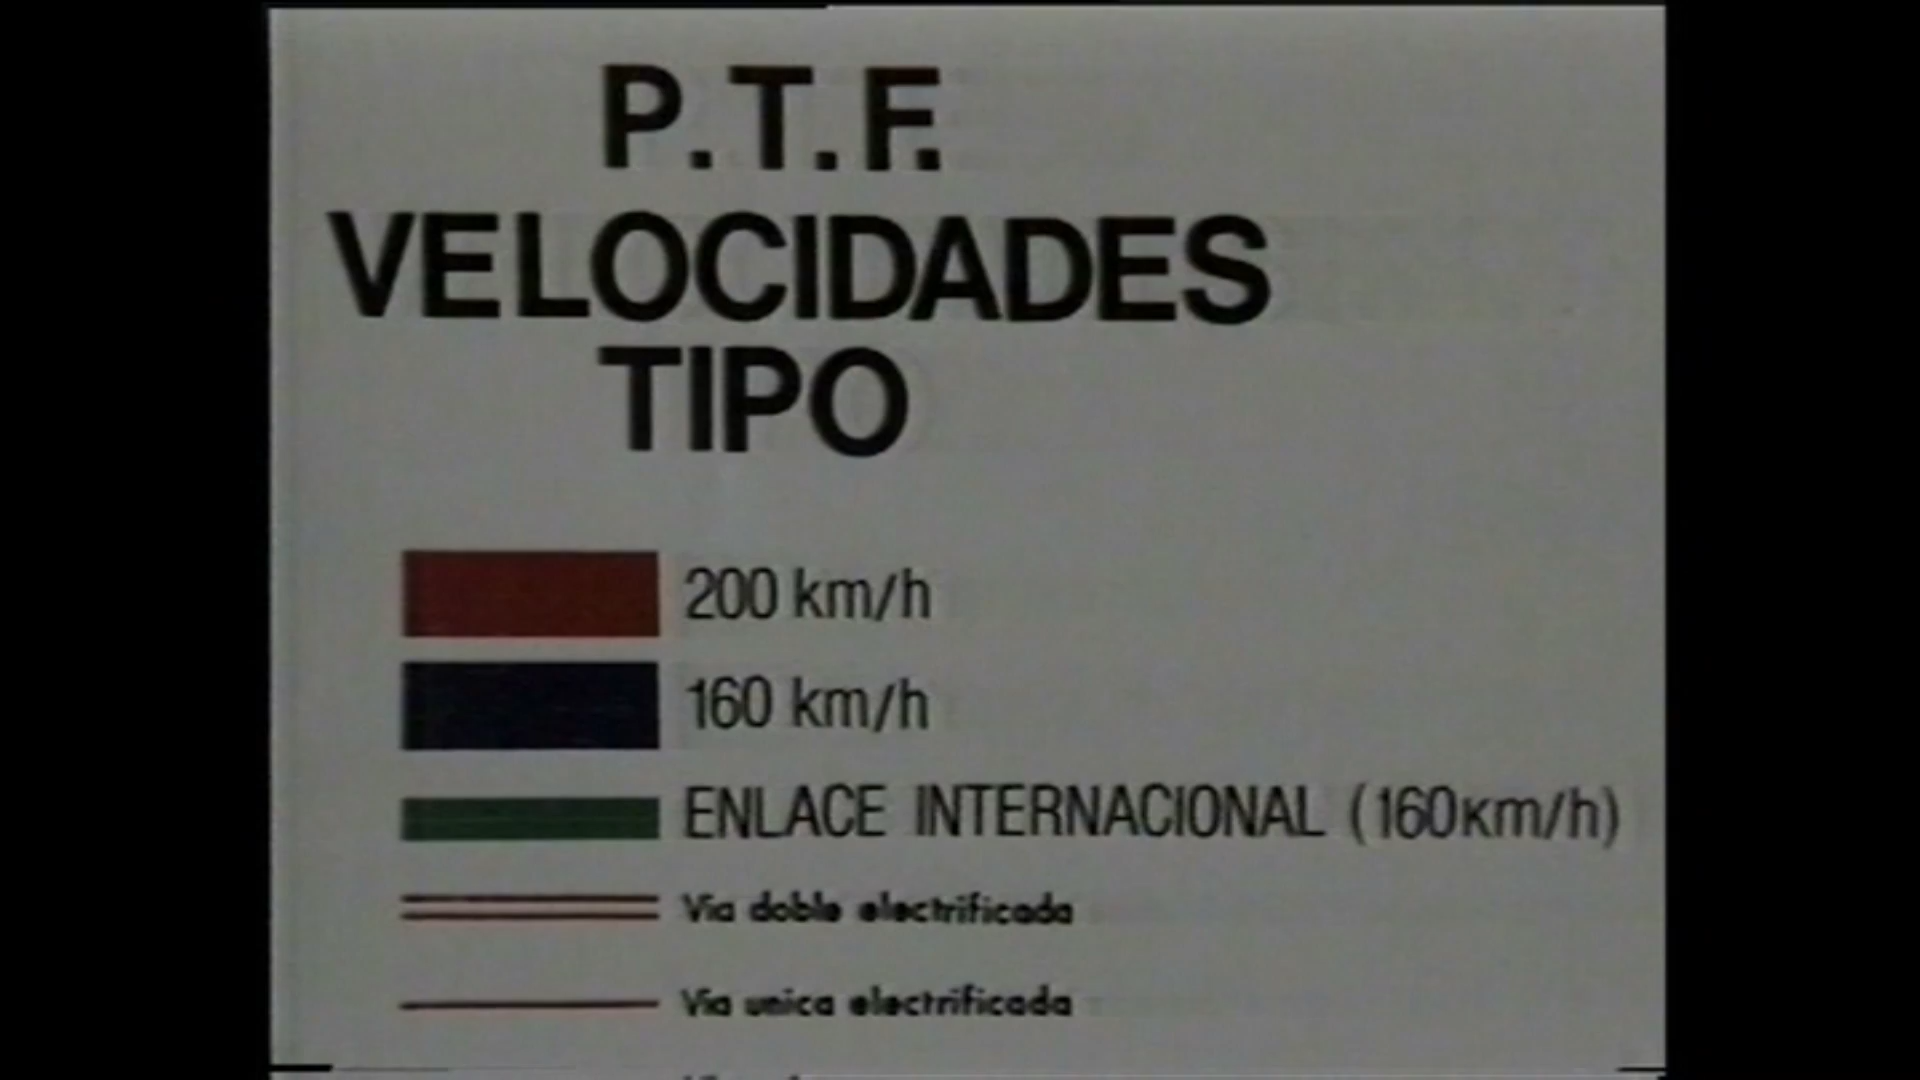 P.T.F.
VELOCIDADES
TIPO
200 km/h
160 km/h
ENLACE INTERNACIONAL (160km/h)
Via doble electrificada
Via unica electrificada